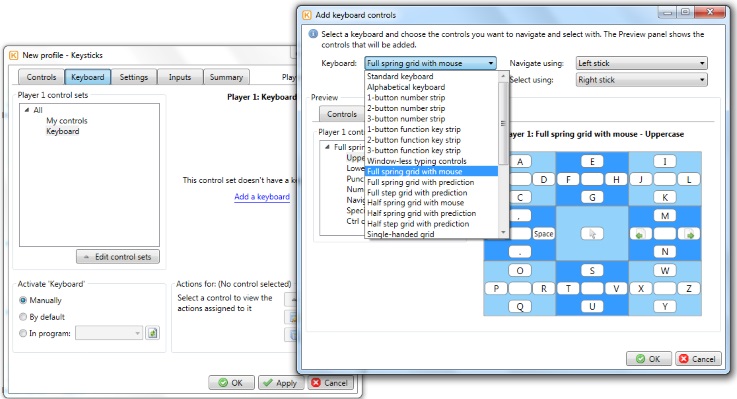 New profile - Keysticks
Controls
Keyboard
Settings
Inputs
Summary
Player 1 control sets
All
My controls
Keyboard
Edit control sets
Player 1: Keyboard
This control set doesn't have a
Add a keyboard
Activate 'Keyboard'
Manually
By default
In program:
Actions for: (No control selected)
Select a control to view the
actions assigned to it
OK
Apply
Cancel
Add keyboard controls
Select a keyboard and choose the controls you want to navigate and select with. The Preview panel shows the
controls that will be added.
Keyboard:
Full spring grid with mouse
Navigate using:
Left stick
Select using:
Right stick
Standard keyboard
Alphabetical keyboard
1-button number strip
2-button number strip
3-button number strip
1-button function key strip
2-button function key strip
3-button function key strip
Window-less typing controls
Full spring grid with mouse
Full spring grid with prediction
Full step grid with prediction
Half spring grid with mouse
Half spring grid with prediction
Half step grid with prediction
Single-handed grid
Preview
Controls
Player 1 cont
Full sprin
Uppe
Lowe
Punc
Num
Navig
Spec
Ctrl c
ayer 1: Full spring grid with mouse - Uppercase
A E I
D F H J L
C G K
, M
Space
. N
O S W
P R T V X Z
Q U Y
OK
Cancel